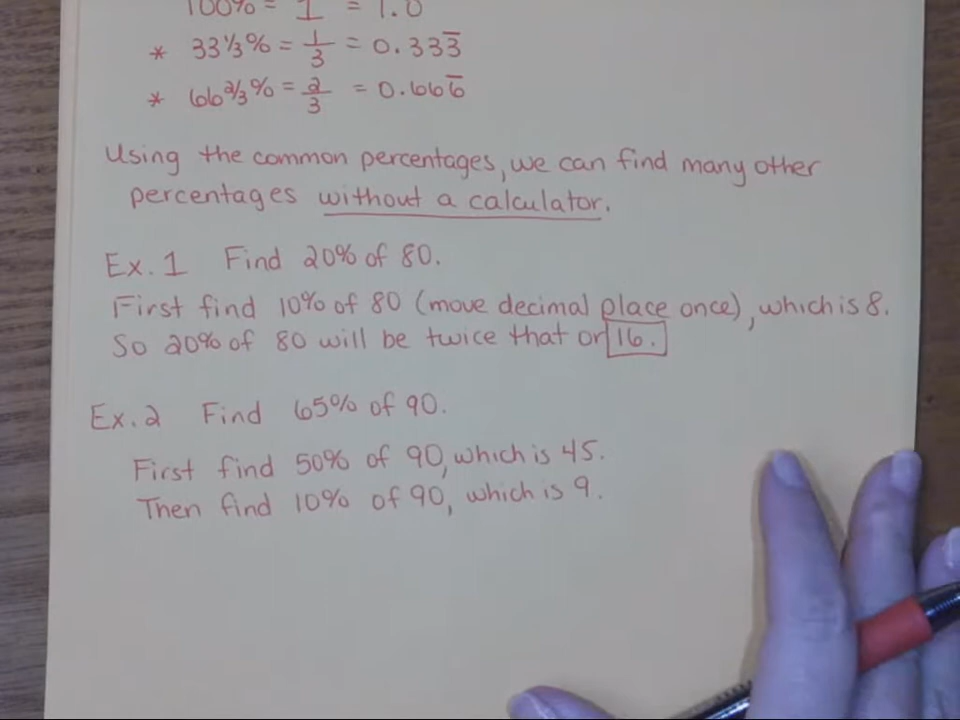 100% = 1 = 1.0
* 33⅓% = 1/3 = 0.333̅
* 66⅔% = 2/3 = 0.666̅
Using the common percentages, we can find many other
percentages without a calculator.
Ex. 1 Find 20% of 80.
First find 10% of 80 (move decimal place once), which is 8.
So 20% of 80 will be twice that or 16.
Ex. 2 Find 65% of 90.
First find 50% of 90, which is 45.
Then find 10% of 90, which is 9.